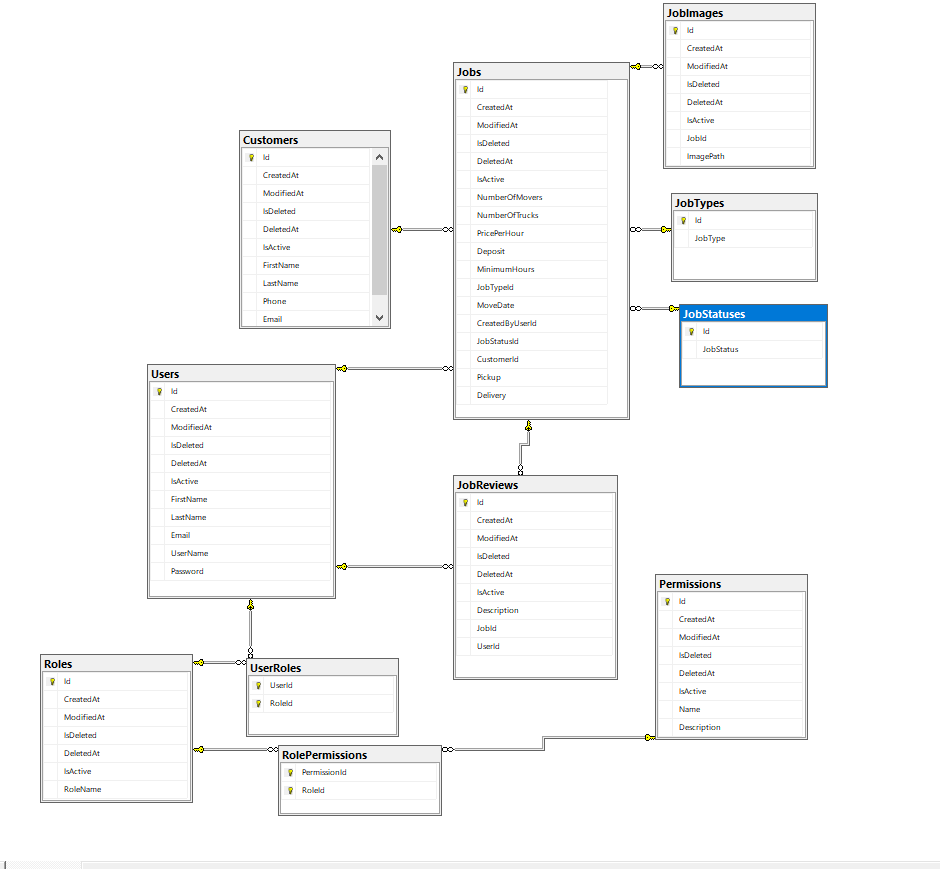 JobImages
Id
CreatedAt
ModifiedAt
IsDeleted
DeletedAt
IsActive
JobId
ImagePath
Jobs
Id
CreatedAt
ModifiedAt
IsDeleted
DeletedAt
IsActive
NumberOfMovers
NumberOfTrucks
PricePerHour
Deposit
MinimumHours
JobTypeId
MoveDate
CreatedByUserId
JobStatusId
CustomerId
Pickup
Delivery
Customers
Id
CreatedAt
ModifiedAt
IsDeleted
DeletedAt
IsActive
FirstName
LastName
Phone
Email
JobTypes
Id
JobType
JobStatuses
Id
JobStatus
Users
Id
CreatedAt
ModifiedAt
IsDeleted
DeletedAt
IsActive
FirstName
LastName
Email
UserName
Password
JobReviews
Id
CreatedAt
ModifiedAt
IsDeleted
DeletedAt
IsActive
Description
JobId
UserId
Permissions
Id
CreatedAt
ModifiedAt
IsDeleted
DeletedAt
IsActive
Name
Description
Roles
Id
CreatedAt
ModifiedAt
IsDeleted
DeletedAt
IsActive
RoleName
UserRoles
UserId
RoleId
RolePermissions
PermissionId
RoleId